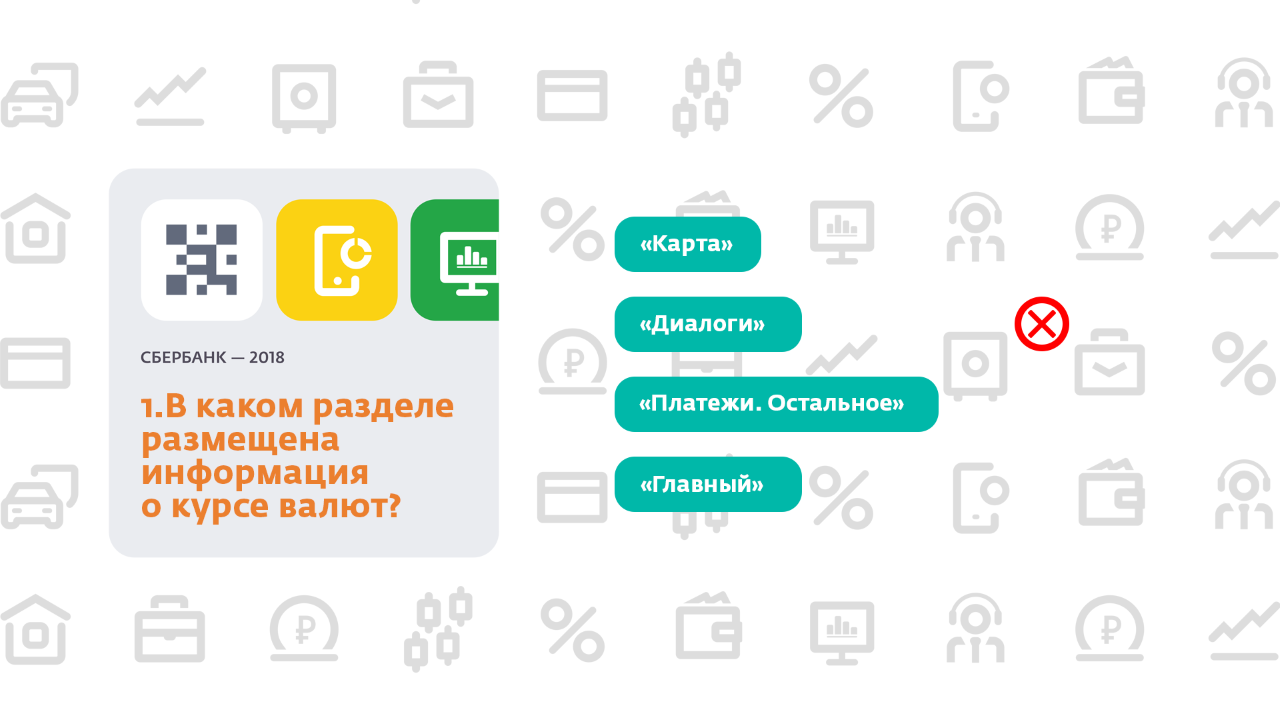 СБЕРБАНК — 2018
1.В каком разделе
размещена
информация
о курсе валют?
«Карта»
«Диалоги»
«Платежи. Остальное»
«Главный»